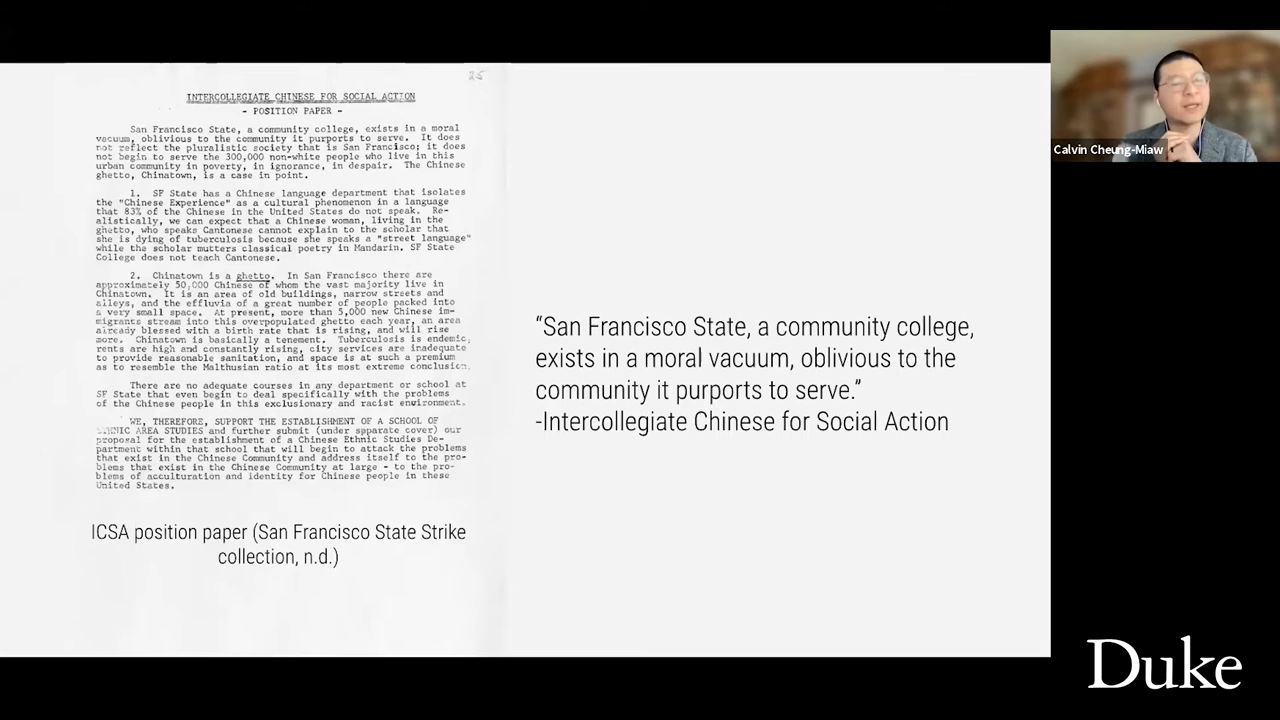 25
INTERCOLLEGIATE CHINESE FOR SOCIAL ACTION
- POSITION PAPER -
San Francisco State, a community college, exists in a moral
vacuum, oblivious to the community it purports to serve. It does
not reflect the pluralistic society that is San Francisco; it does
not begin to serve the 300,000 non-white people who live in this
urban community in poverty, in ignorance, in despair. The Chinese
ghetto, Chinatown, is a case in point.
1. SF State has a Chinese language department that isolates
the "Chinese Experience" as a cultural phenomenon in a language
that 83% of the Chinese in the United States do not speak. Re-
alistically, we can expect that a Chinese woman, living in the
ghetto, who speaks Cantonese cannot explain to the scholar that
she is dying of tuberculosis because she speaks a "street language"
while the scholar mutters classical poetry in Mandarin. SF State
College does not teach Cantonese.
2. Chinatown is a ghetto. In San Francisco there are
approximately 50,000 Chinese of whom the vast majority live in
Chinatown. It is an area of old buildings, narrow streets and
alleys, and the effluvia of a great number of people packed into
a very small space. At present, more than 5,000 new Chinese im-
migrants stream into this overpopulated ghetto each year, an area
already blessed with a birth rate that is rising, and will rise
more. Chinatown is basically a tenement. Tuberculosis is endemic,
rents are high and constantly rising, city services are inadequate
to provide reasonable sanitation, and space is at such a premium
as to resemble the Malthusian ratio at its most extreme conclusion.
There are no adequate courses in any department or school at
SF State that even begin to deal specifically with the problems
of the Chinese people in this exclusionary and racist environment.
WE, THEREFORE, SUPPORT THE ESTABLISHMENT OF A SCHOOL OF
AREA STUDIES and further submit (under spparate cover) our
proposal for the establishment of a Chinese Ethnic Studies De-
partment within that school that will begin to attack the problems
that exist in the Chinese Community and address itself to the pro-
blems that exist in the Chinese Community at large - to the pro-
blems of acculturation and identity for Chinese people in these
United States.
ICSA position paper (San Francisco State Strike
collection, n.d.)
“San Francisco State, a community college,
exists in a moral vacuum, oblivious to the
community it purports to serve.”
-Intercollegiate Chinese for Social Action
Calvin Cheung-Miaw
Duke